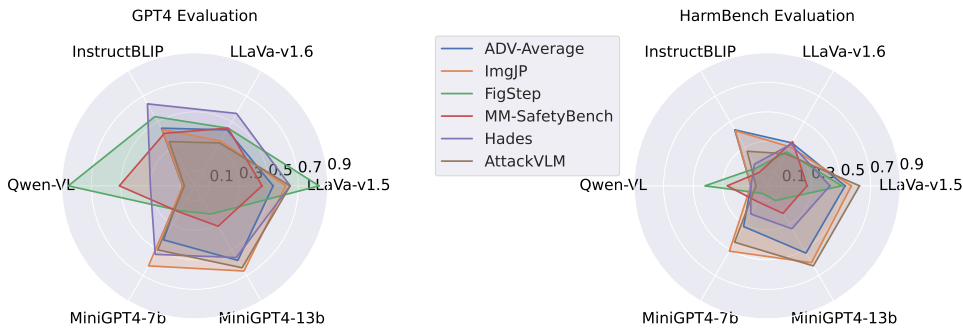 GPT4 Evaluation
InstructBLIP
LLaVa-v1.6
Qwen-VL
0.1 0.3 0.5 0.7 0.9
LLaVa-v1.5
MiniGPT4-7b
MiniGPT4-13b
ADV-Average
ImgJP
FigStep
MM-SafetyBench
Hades
AttackVLM
HarmBench Evaluation
InstructBLIP
LLaVa-v1.6
Qwen-VL
0.1 0.3 0.5 0.7 0.9
LLaVa-v1.5
MiniGPT4-7b
MiniGPT4-13b